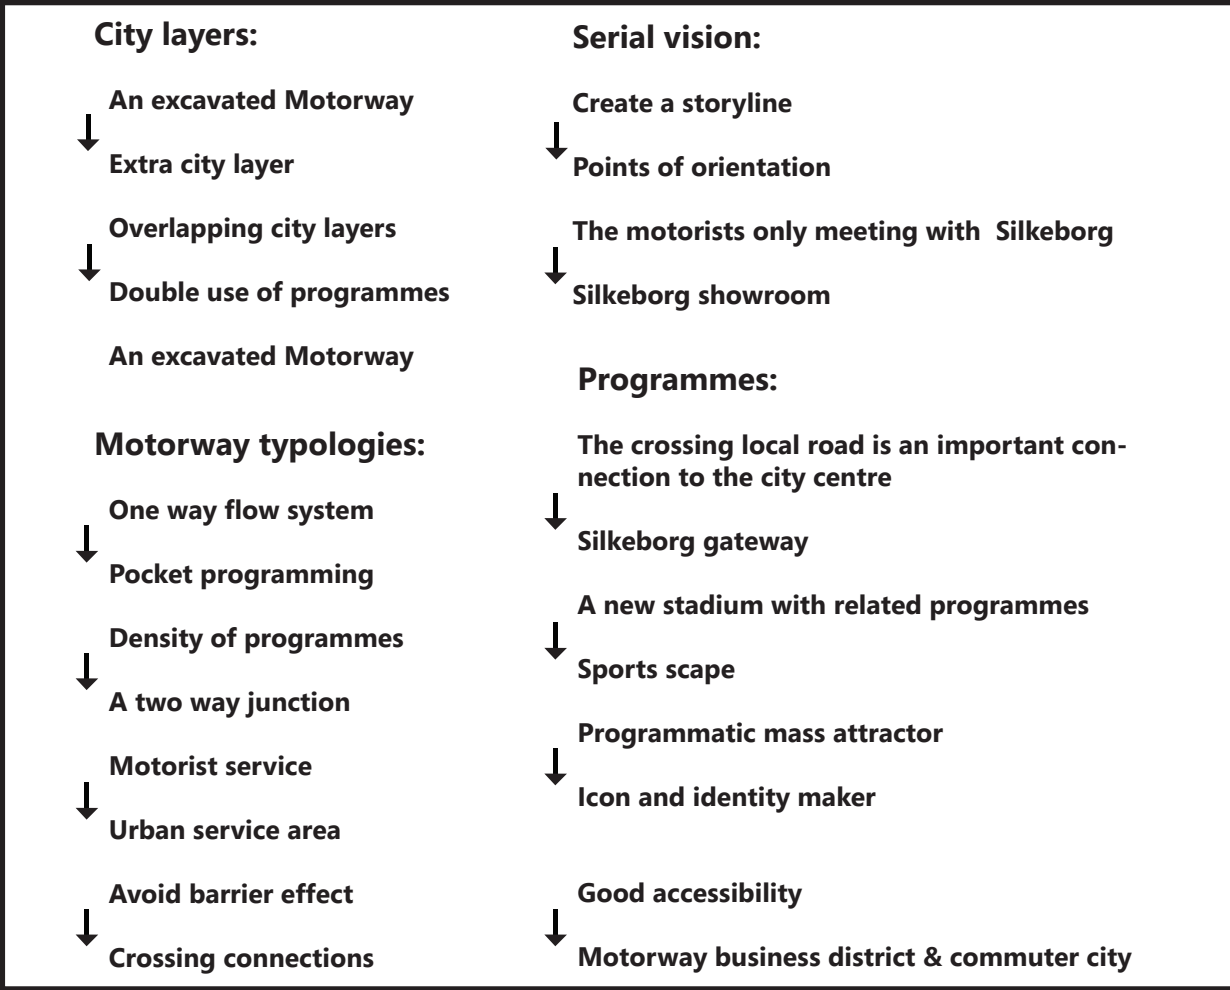 City layers:
An excavated Motorway
Extra city layer
Overlapping city layers
Double use of programmes
An excavated Motorway
Motorway typologies:
One way flow system
Pocket programming
Density of programmes
A two way junction
Motorist service
Urban service area
Avoid barrier effect
Crossing connections
Serial vision:
Create a storyline
Points of orientation
The motorists only meeting with  Silkeborg
Silkeborg showroom
Programmes:
The crossing local road is an important con-
nection to the city centre
Silkeborg gateway
A new stadium with related programmes
Sports scape
Programmatic mass attractor
Icon and identity maker
Good accessibility
Motorway business district & commuter city